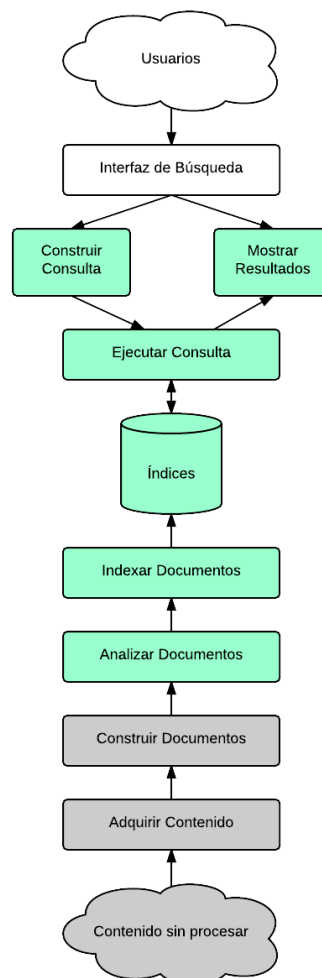 Usuarios
Interfaz de Búsqueda
Construir
Consulta
Mostrar
Resultados
Ejecutar Consulta
Índices
Indexar Documentos
Analizar Documentos
Construir Documentos
Adquirir Contenido
Contenido sin procesar